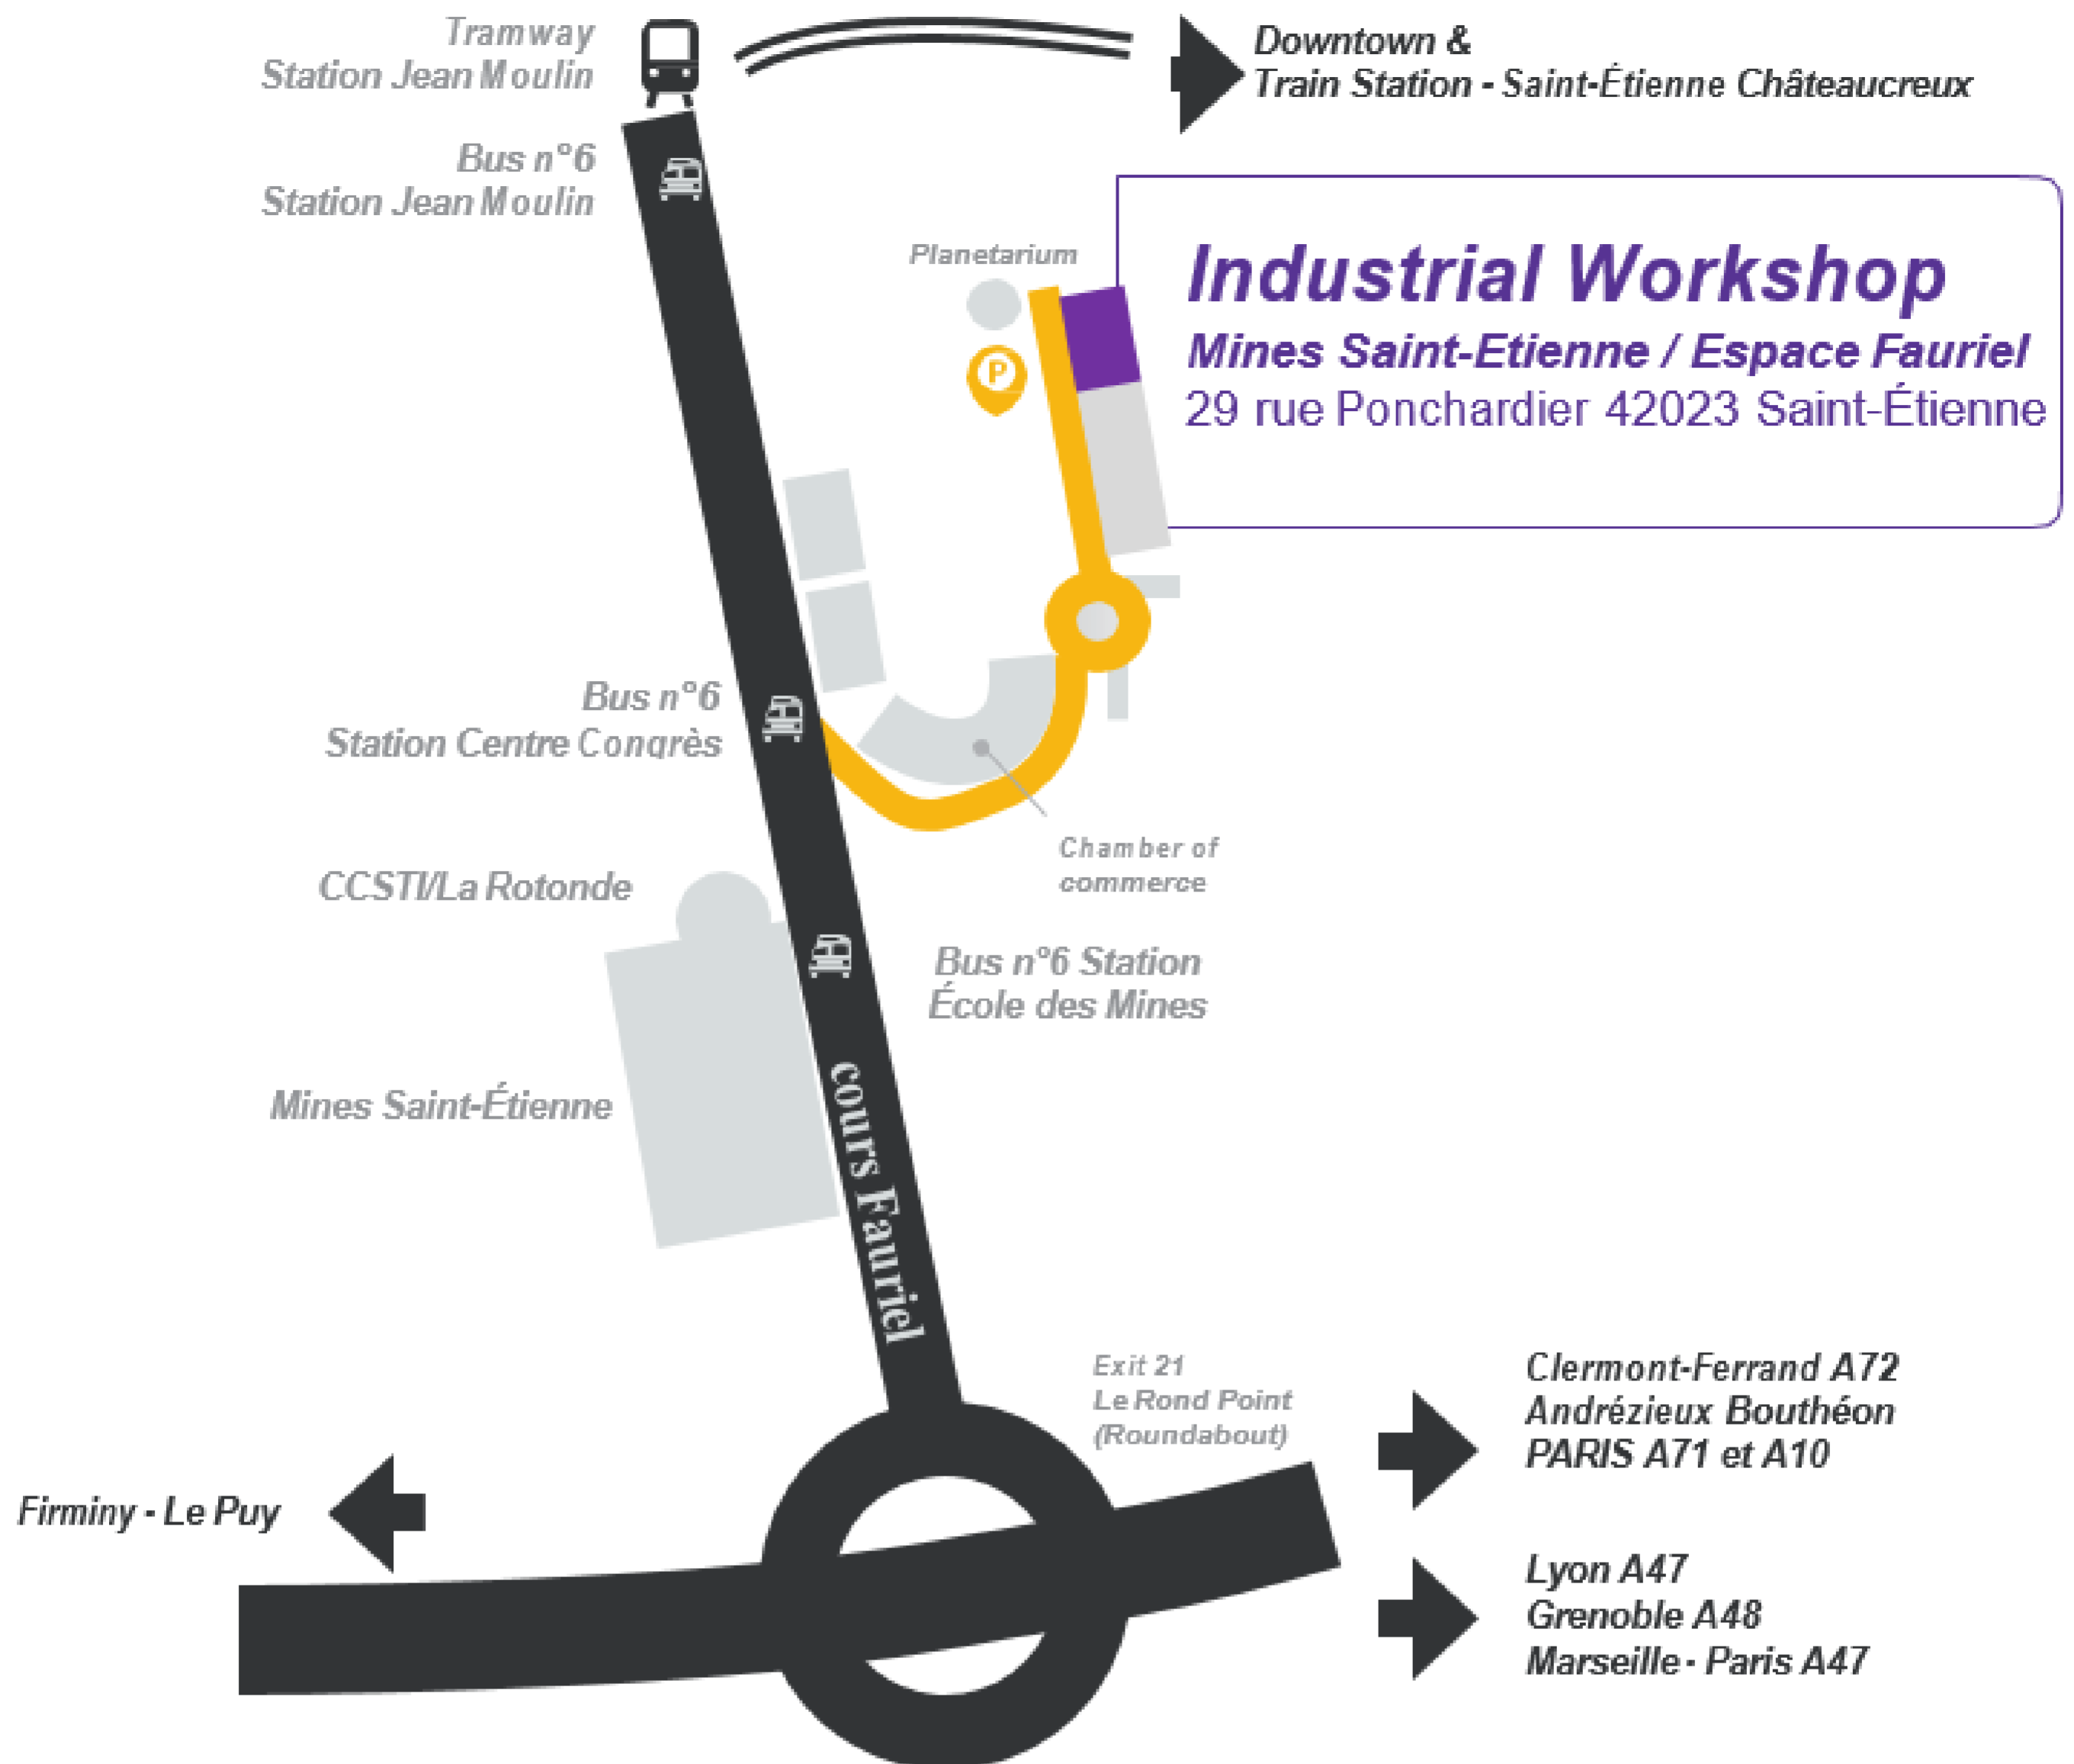 Tramway
Station Jean Moulin
Downtown &
Train Station - Saint-Étienne Châteaucreux
Bus n°6
Station Jean Moulin
Planetarium
P
Industrial Workshop
Mines Saint-Etienne / Espace Fauriel
29 rue Ponchardier 42023 Saint-Étienne
Bus n°6
Station Centre Congrès
Chamber of
commerce
CCSTI/La Rotonde
Bus n°6 Station
École des Mines
Mines Saint-Étienne
cours Fauriel
Exit 21
Le Rond Point
(Roundabout)
Clermont-Ferrand A72
Andrézieux Bouthéon
PARIS A71 et A10
Firminy - Le Puy
Lyon A47
Grenoble A48
Marseille - Paris A47